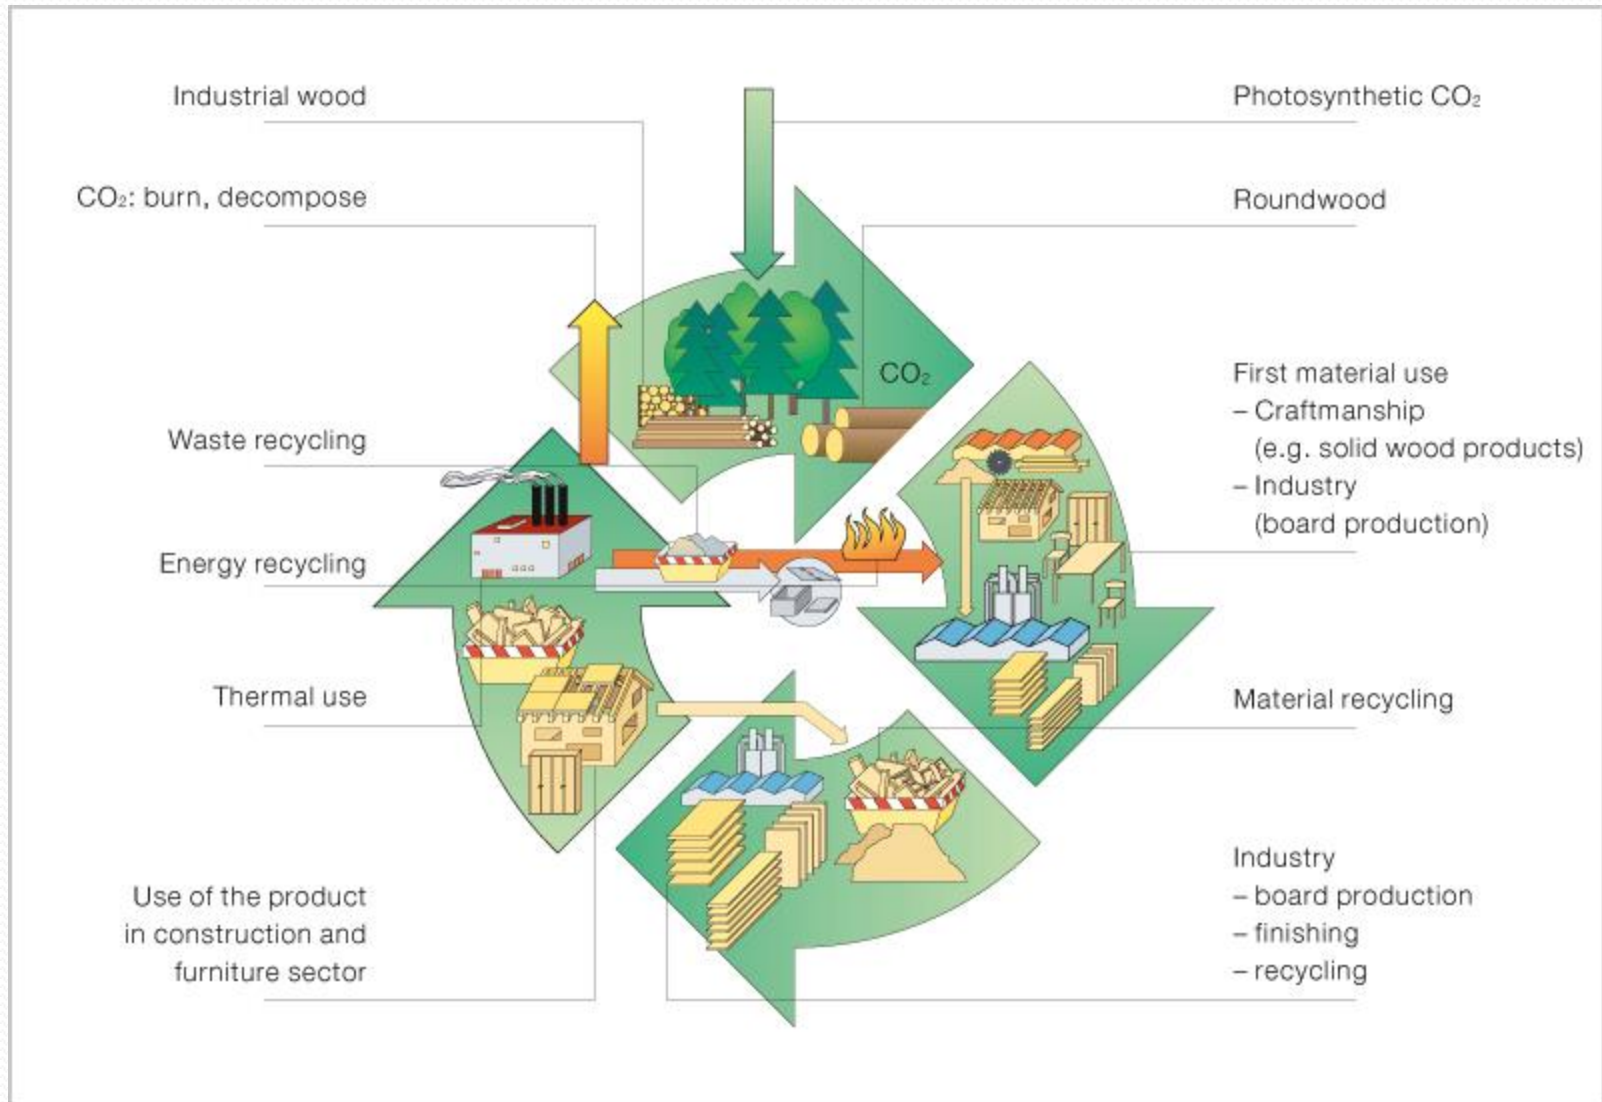 Industrial wood
CO₂: burn, decompose
Waste recycling
Energy recycling
Thermal use
Use of the product
in construction and
furniture sector
Photosynthetic CO₂
Roundwood
CO₂
First material use
– Craftmanship
(e.g. solid wood products)
– Industry
(board production)
Material recycling
Industry
– board production
– finishing
– recycling